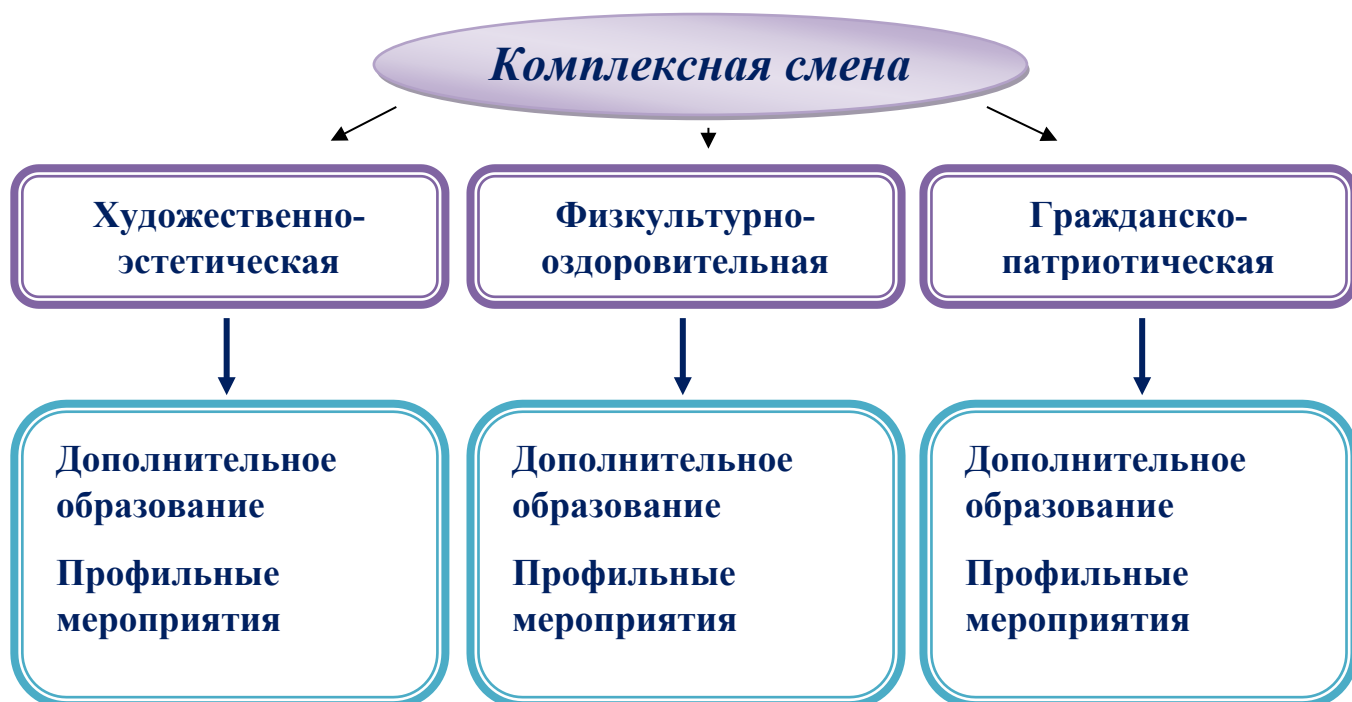 Комплексная смена
Художественно-
эстетическая
Физкультурно-
оздоровительная
Гражданско-
патриотическая
Дополнительное
образование
Профильные
мероприятия
Дополнительное
образование
Профильные
мероприятия
Дополнительное
образование
Профильные
мероприятия